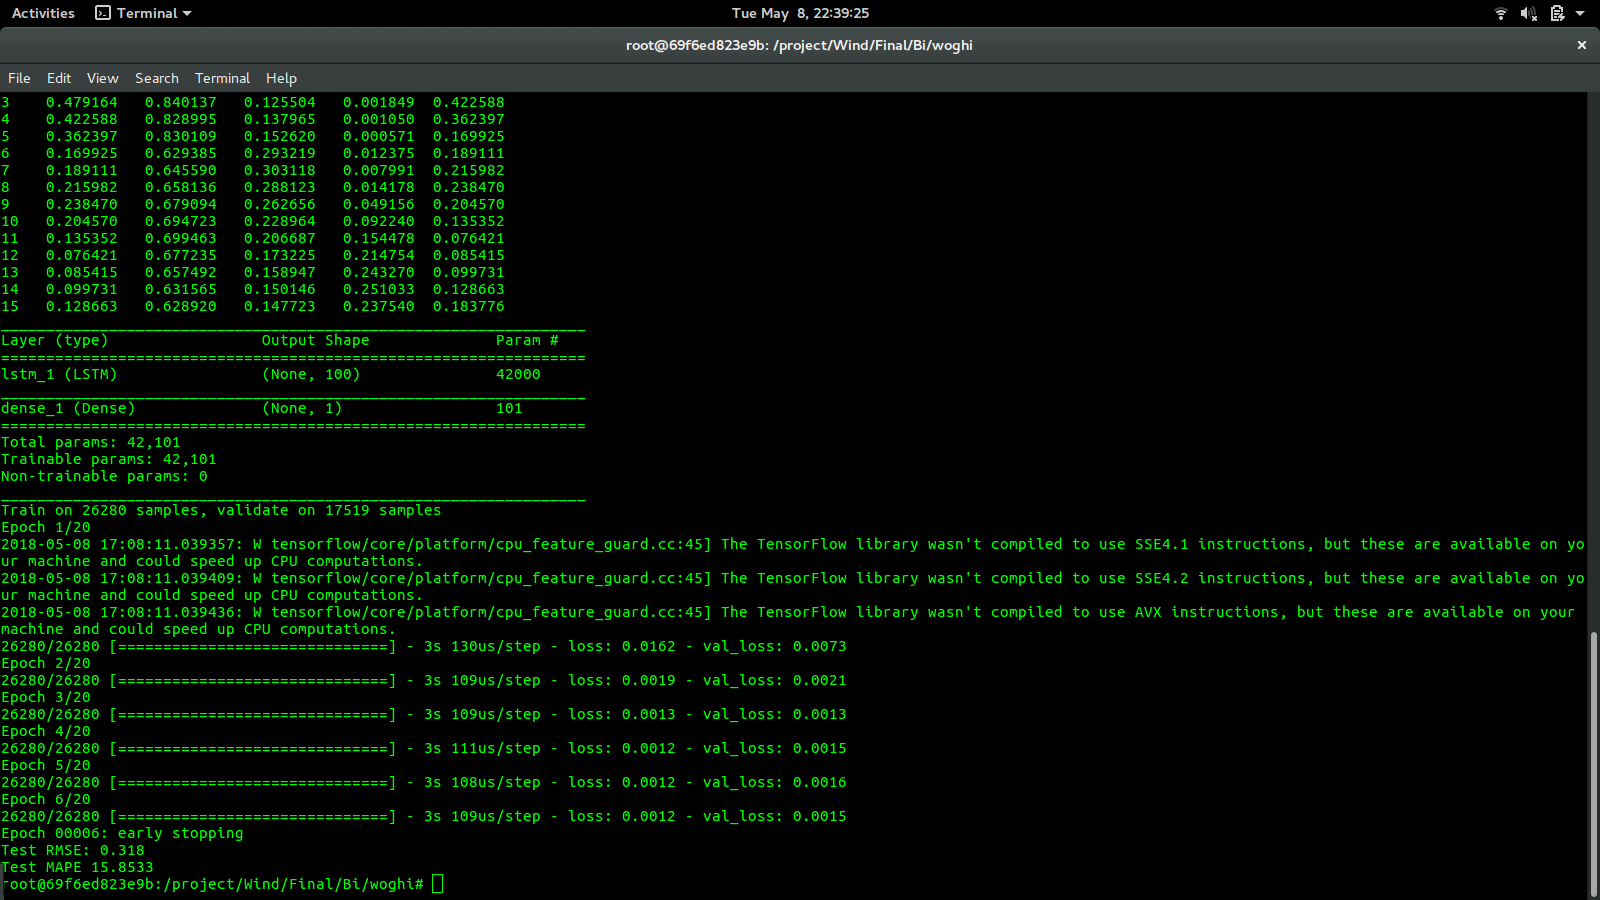 Activities Terminal Tue May 8, 22:39:25
root@69f6ed823e9b: /project/Wind/Final/Bi/woghi ×
File Edit View Search Terminal Help
3 0.479164 0.840137 0.125504 0.001849 0.422588
4 0.422588 0.828995 0.137965 0.001050 0.362397
5 0.362397 0.830109 0.152620 0.000571 0.169925
6 0.169925 0.629385 0.293219 0.012375 0.189111
7 0.189111 0.645590 0.303118 0.007991 0.215982
8 0.215982 0.658136 0.288123 0.014178 0.238470
9 0.238470 0.679094 0.262656 0.049156 0.204570
10 0.204570 0.694723 0.228964 0.092240 0.135352
11 0.135352 0.699463 0.206687 0.154478 0.076421
12 0.076421 0.677235 0.173225 0.214754 0.085415
13 0.085415 0.657492 0.158947 0.243270 0.099731
14 0.099731 0.631565 0.150146 0.251033 0.128663
15 0.128663 0.628920 0.147723 0.237540 0.183776
_________________________________________________________________
Layer (type) Output Shape Param #
=================================================================
lstm_1 (LSTM) (None, 100) 42000
_________________________________________________________________
dense_1 (Dense) (None, 1) 101
=================================================================
Total params: 42,101
Trainable params: 42,101
Non-trainable params: 0
_________________________________________________________________
Train on 26280 samples, validate on 17519 samples
Epoch 1/20
2018-05-08 17:08:11.039357: W tensorflow/core/platform/cpu_feature_guard.cc:45] The TensorFlow library wasn't compiled to use SSE4.1 instructions, but these are available on yo
ur machine and could speed up CPU computations.
2018-05-08 17:08:11.039409: W tensorflow/core/platform/cpu_feature_guard.cc:45] The TensorFlow library wasn't compiled to use SSE4.2 instructions, but these are available on yo
ur machine and could speed up CPU computations.
2018-05-08 17:08:11.039436: W tensorflow/core/platform/cpu_feature_guard.cc:45] The TensorFlow library wasn't compiled to use AVX instructions, but these are available on your
machine and could speed up CPU computations.
26280/26280 [==============================] - 3s 130us/step - loss: 0.0162 - val_loss: 0.0073
Epoch 2/20
26280/26280 [==============================] - 3s 109us/step - loss: 0.0019 - val_loss: 0.0021
Epoch 3/20
26280/26280 [==============================] - 3s 109us/step - loss: 0.0013 - val_loss: 0.0013
Epoch 4/20
26280/26280 [==============================] - 3s 111us/step - loss: 0.0012 - val_loss: 0.0015
Epoch 5/20
26280/26280 [==============================] - 3s 108us/step - loss: 0.0012 - val_loss: 0.0016
Epoch 6/20
26280/26280 [==============================] - 3s 109us/step - loss: 0.0012 - val_loss: 0.0015
Epoch 00006: early stopping
Test RMSE: 0.318
Test MAPE 15.8533
root@69f6ed823e9b:/project/Wind/Final/Bi/woghi#